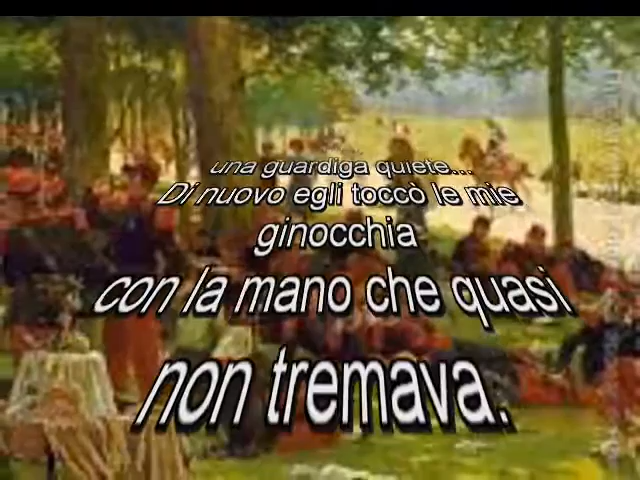 una guardiga quiete...
Di nuovo egli toccò le mie
ginocchia
con la mano che quasi
non tremava.